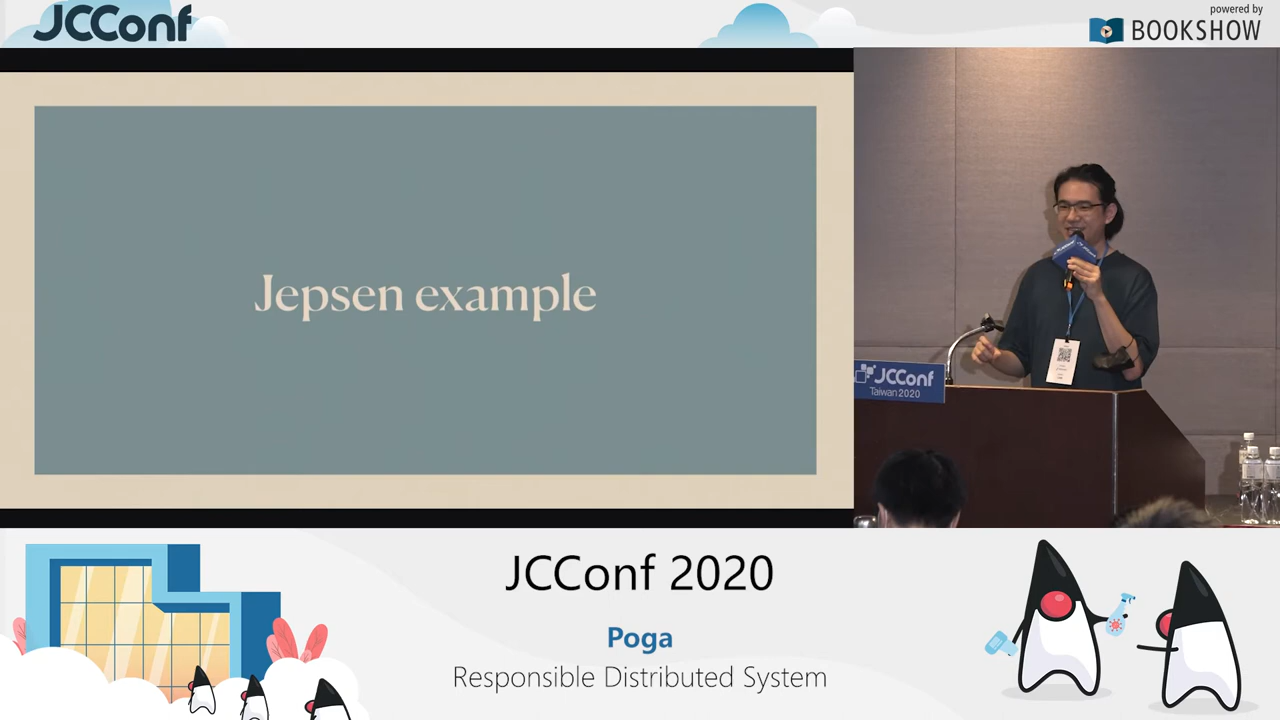 JCConf
powered by
BOOKSHOW
Jepsen example
JCConf
Taiwan 2020
JCConf 2020
Poga
Responsible Distributed System